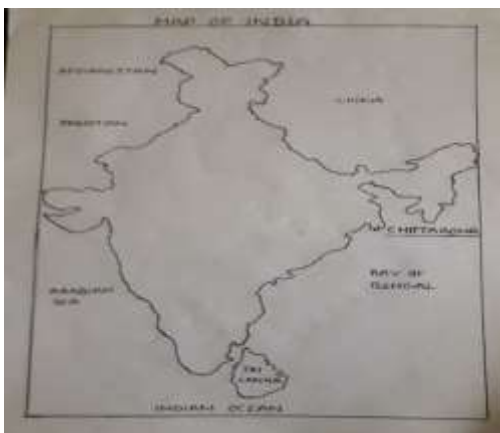 MAP OF INDIA
AFGHANISTAN
PAKISTAN
CHINA
CHITTAGONG
ARABIAN
SEA
BAY OF
BENGAL
SRI
LANKA
INDIAN OCEAN